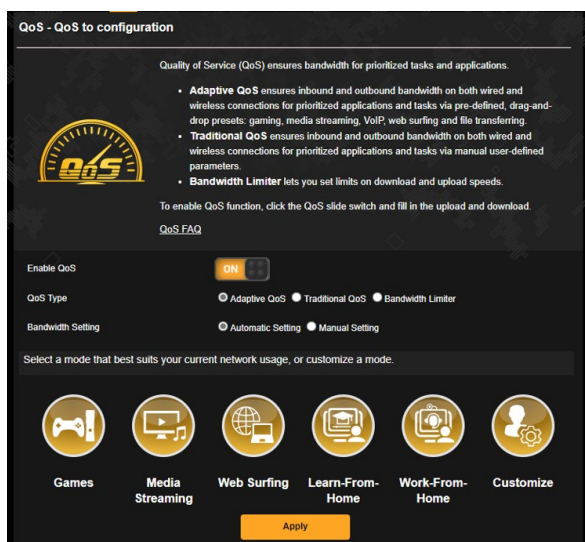 QoS - QoS to configuration
Quality of Service (QoS) ensures bandwidth for prioritized tasks and applications.
• Adaptive QoS ensures inbound and outbound bandwidth on both wired and
wireless connections for prioritized applications and tasks via pre-defined, drag-and-
drop presets: gaming, media streaming, VoIP, web surfing and file transferring.
• Traditional QoS ensures inbound and outbound bandwidth on both wired and
wireless connections for prioritized applications and tasks via manual user-defined
parameters.
• Bandwidth Limiter lets you set limits on download and upload speeds.
QoS
To enable QoS function, click the QoS slide switch and fill in the upload and download.
QoS FAQ
Enable QoS ON
QoS Type Adaptive QoS Traditional QoS Bandwidth Limiter
Bandwidth Setting Automatic Setting Manual Setting
Select a mode that best suits your current network usage, or customize a mode.
Games Media Web Surfing Learn-From- Work-From- Customize
Streaming Home Home
Apply